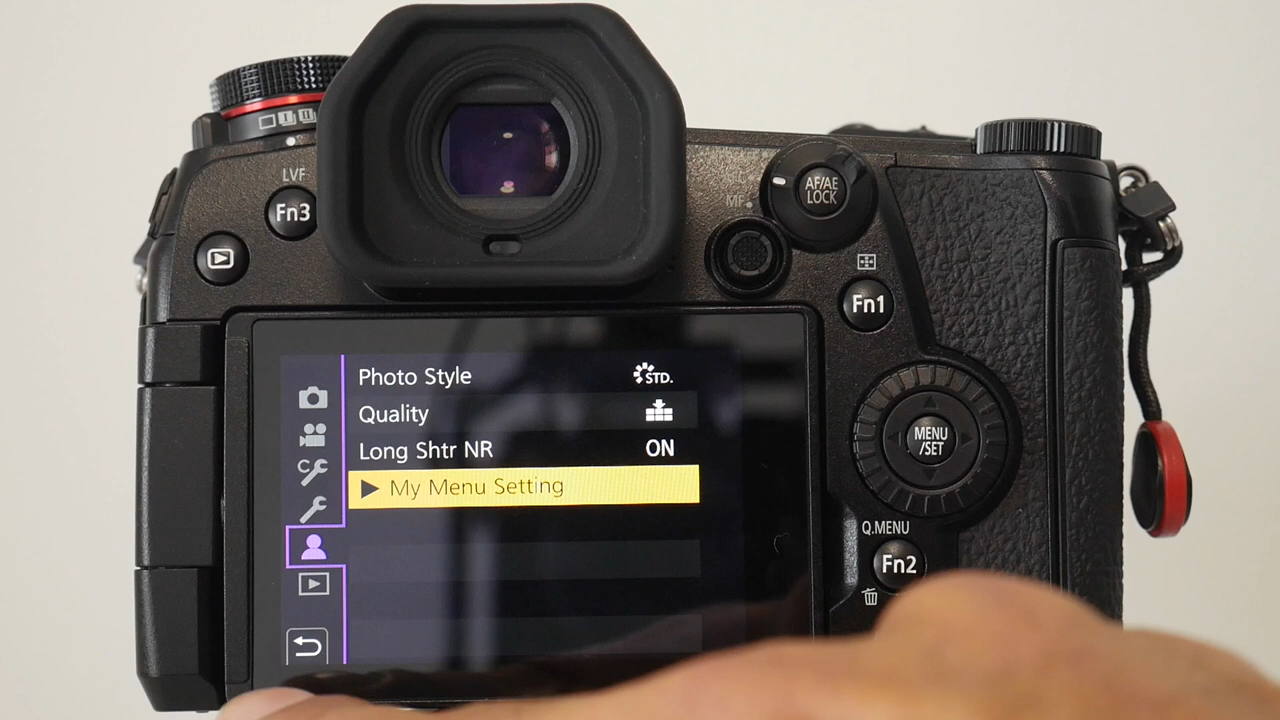 LVF
Fn3
AF/AE
LOCK
MF
Fn1
Photo Style
STD.
Quality
Long Shtr NR
ON
My Menu Setting
MENU
/SET
Q.MENU
Fn2